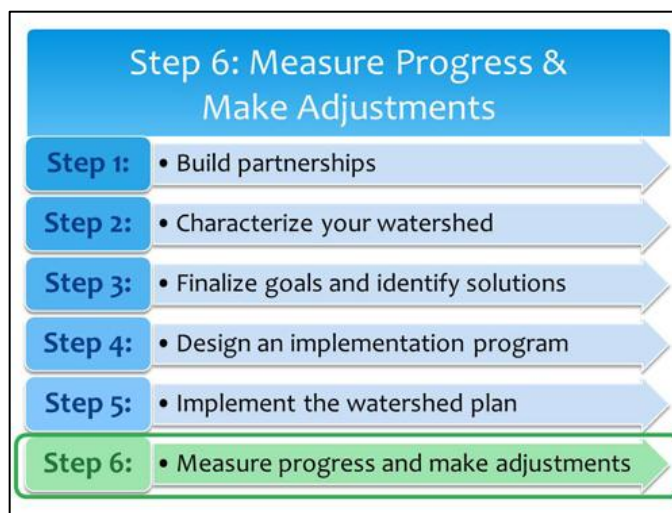 Step 6: Measure Progress &
Make Adjustments
Step 1: • Build partnerships
Step 2: • Characterize your watershed
Step 3: • Finalize goals and identify solutions
Step 4: • Design an implementation program
Step 5: • Implement the watershed plan
Step 6: • Measure progress and make adjustments